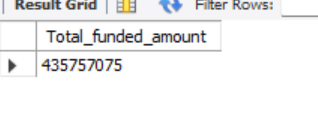 Result Grid Filter Rows:
Total_funded_amount
435757075